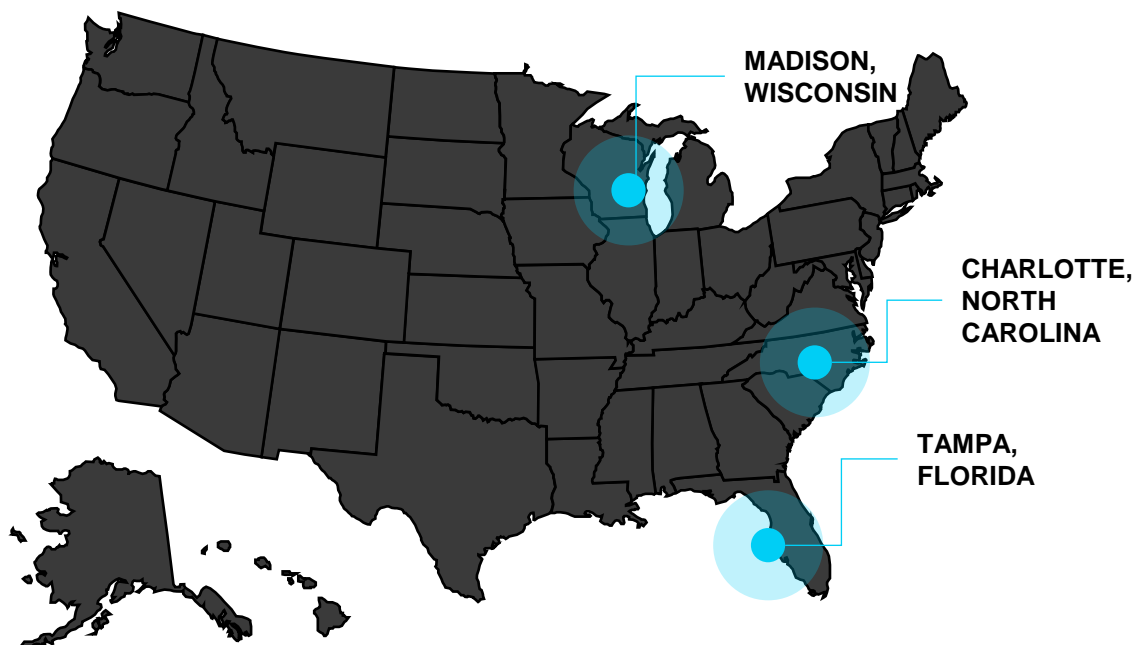 MADISON,
WISCONSIN
CHARLOTTE,
NORTH
CAROLINA
TAMPA,
FLORIDA